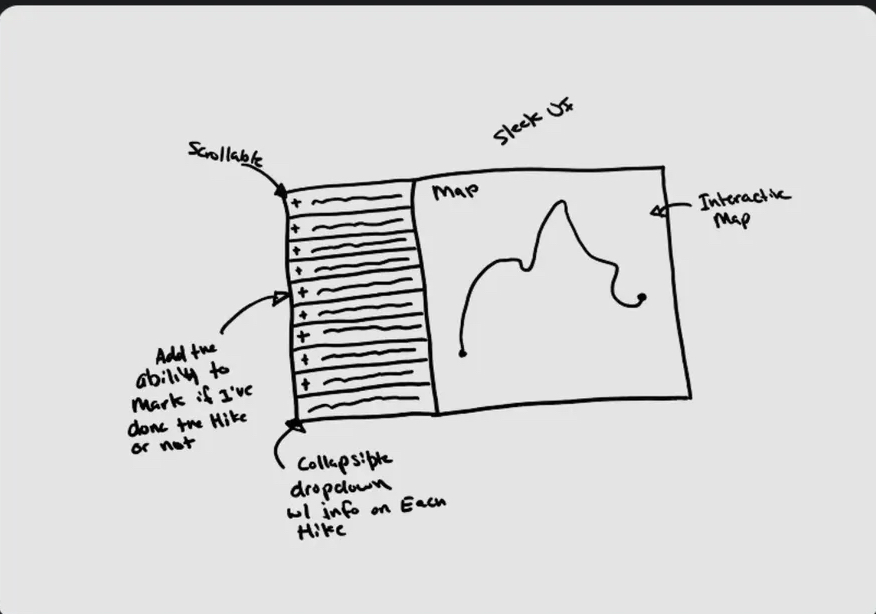 Sleek UI
Scrollable
Map
Interactive
Map
Add the
ability to
Mark if I've
done the Hike
or not
Collapsible
dropdown
w/ info on Each
Hike